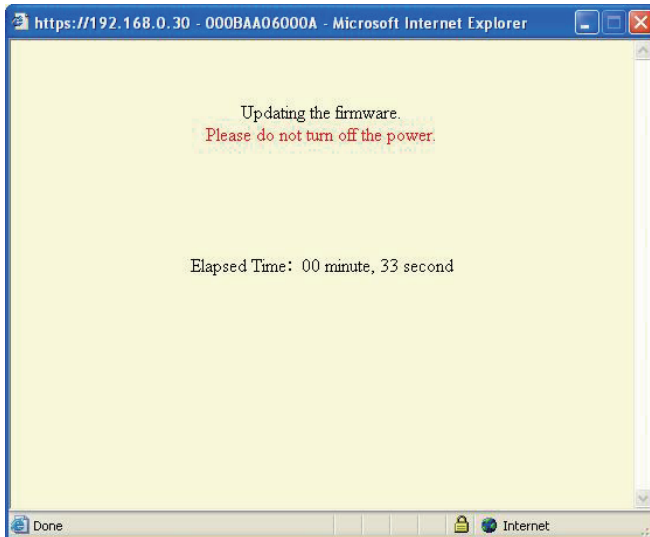 https://192.168.0.30 - 000BAA06000A - Microsoft Internet Explorer
Updating the firmware.
Please do not turn off the power.
Elapsed Time: 00 minute, 33 second
Done
Internet